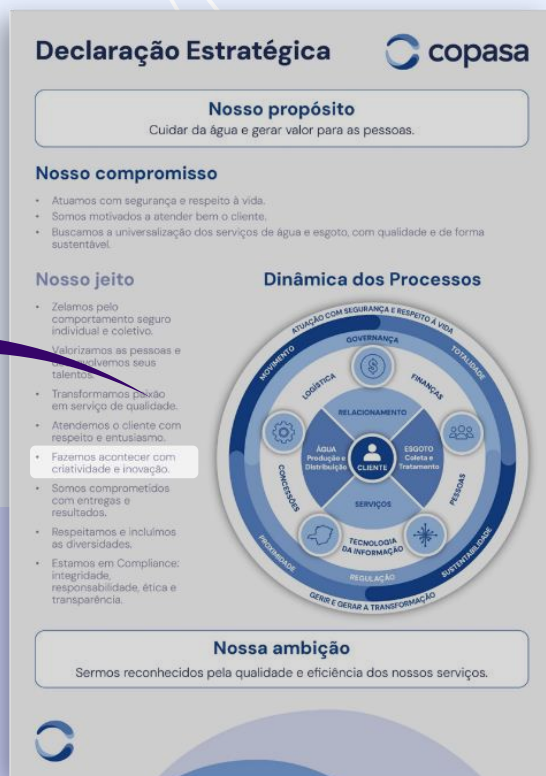 Declaração Estratégica
copasa
Nosso propósito
Cuidar da água e gerar valor para as pessoas.
Nosso compromisso
• Atuamos com segurança e respeito à vida.
• Somos motivados a atender bem o cliente.
• Buscamos a universalização dos serviços de água e esgoto, com qualidade e de forma
sustentável.
Nosso jeito
• Zelamos pelo
comportamento seguro
individual e coletivo.
Valorizamos as pessoas e
desenvolvemos seus
talentos.
• Transformamos paixão
em serviço de qualidade.
• Atendemos o cliente com
respeito e entusiasmo.
• Fazemos acontecer com
criatividade e inovação.
• Somos comprometidos
com entregas e
resultados.
• Respeitamos e incluímos
as diversidades.
• Estamos em Compliance:
integridade,
responsabilidade, ética e
transparência.
Dinâmica dos Processos
ATUAÇÃO COM SEGURANÇA E RESPEITO À VIDA
MOVIMENTO
GOVERNANÇA
TOTALIDADE
LOGÍSTICA
FINANÇAS
RELACIONAMENTO
ÁGUA
Produção e
Distribuição
CLIENTE
ESGOTO
Coleta e
Tratamento
CONCESSÕES
PESSOAS
SERVIÇOS
TECNOLOGIA
DA INFORMAÇÃO
PROXIMIDADE
REGULAÇÃO
SUSTENTABILIDADE
GERIR E GERAR A TRANSFORMAÇÃO
Nossa ambição
Sermos reconhecidos pela qualidade e eficiência dos nossos serviços.